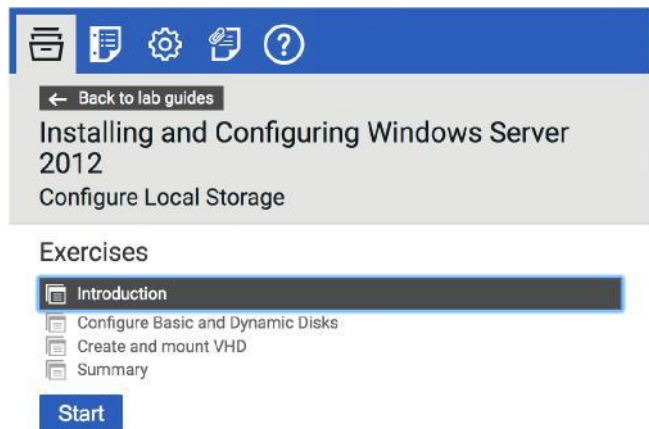 ← Back to lab guides
Installing and Configuring Windows Server
2012
Configure Local Storage
Exercises
Introduction
Configure Basic and Dynamic Disks
Create and mount VHD
Summary
Start